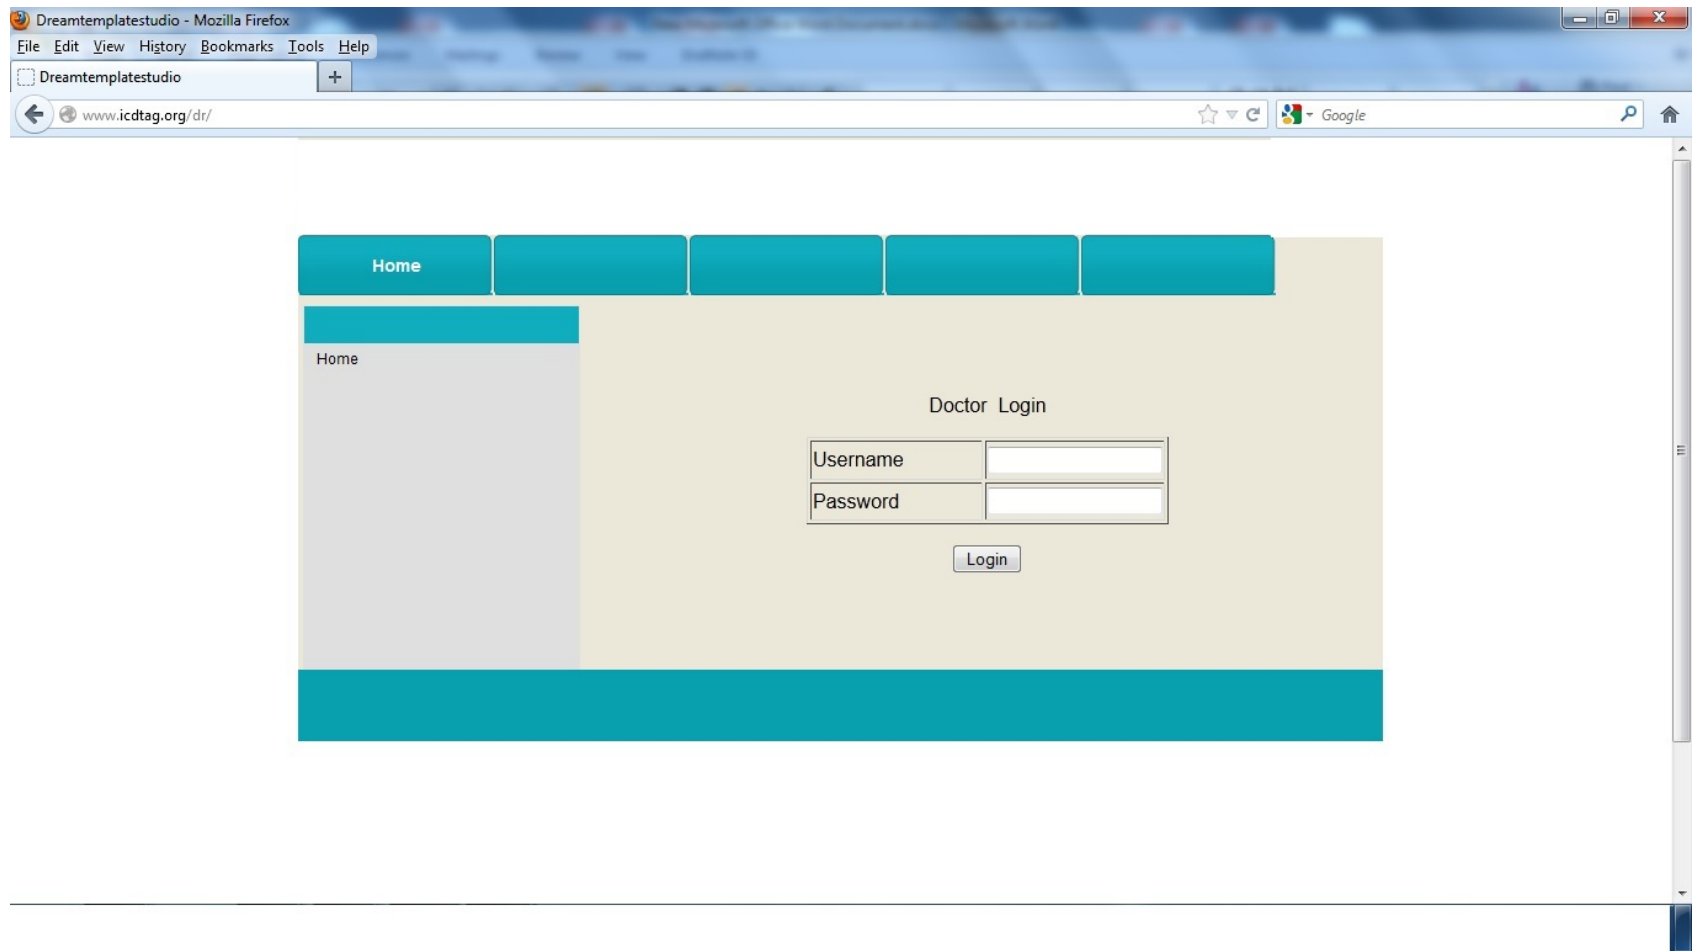 Dreamtemplatestudio - Mozilla Firefox
File Edit View History Bookmarks Tools Help
Dreamtemplatestudio +
www.icdtag.org/dr/ Google
Home
Home
Doctor Login
Username
Password
Login